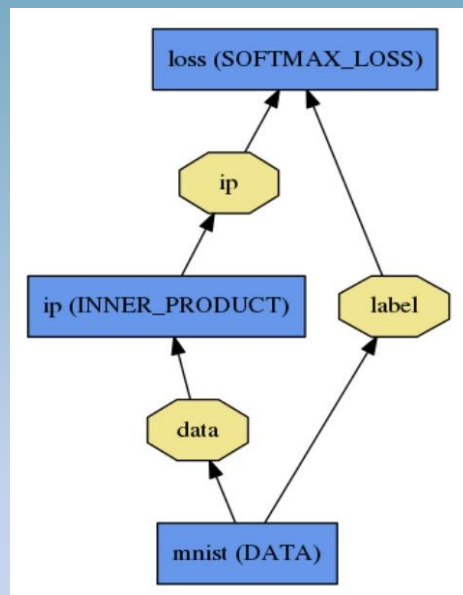 loss (SOFTMAX_LOSS)
ip
ip (INNER_PRODUCT)
label
data
mnist (DATA)